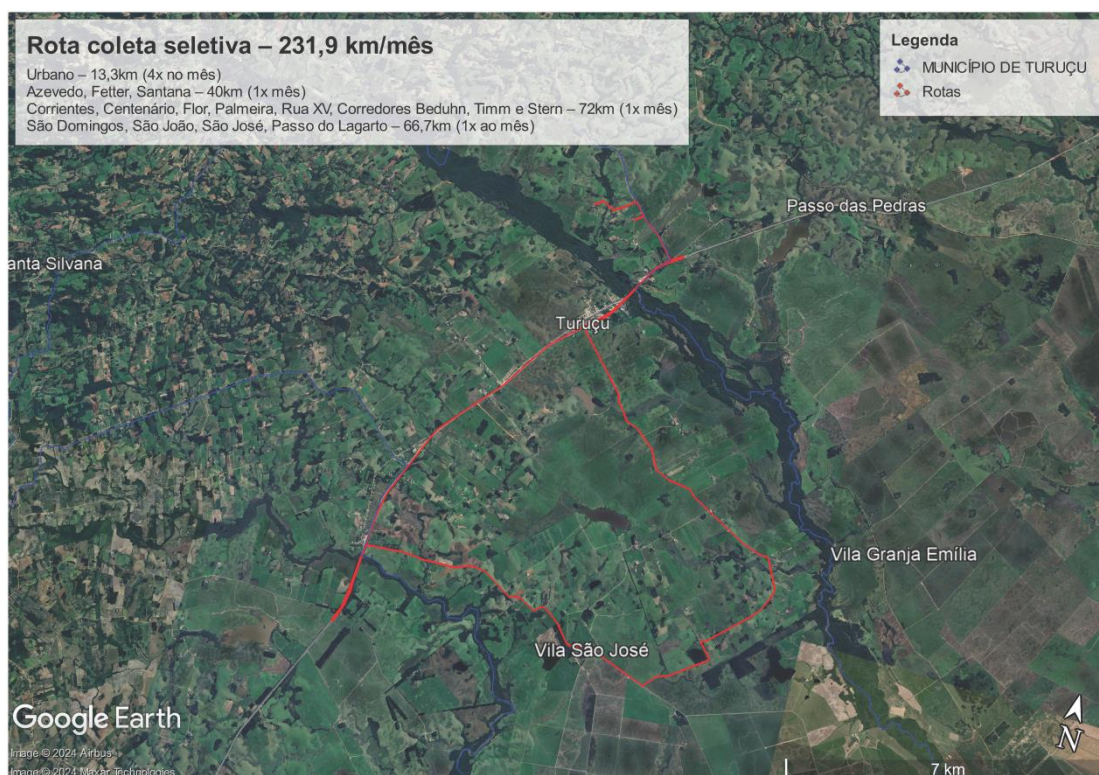 Rota coleta seletiva – 231,9 km/mês
Urbano – 13,3km (4x no mês)
Azevedo, Fetter, Santana – 40km (1x mês)
Corrientes, Centenário, Flor, Palmeira, Rua XV, Corredores Beduhn, Timm e Stern – 72km (1x mês)
São Domingos, São João, São José, Passo do Lagarto – 66,7km (1x ao mês)
Legenda
MUNICÍPIO DE TURUÇU
Rotas
Passo das Pedras
anta Silvana
Turuçu
Vila Granja Emília
Vila São José
Google Earth
Image © 2024 Airbus
Image © 2024 Maxar Technologies
N
7 km